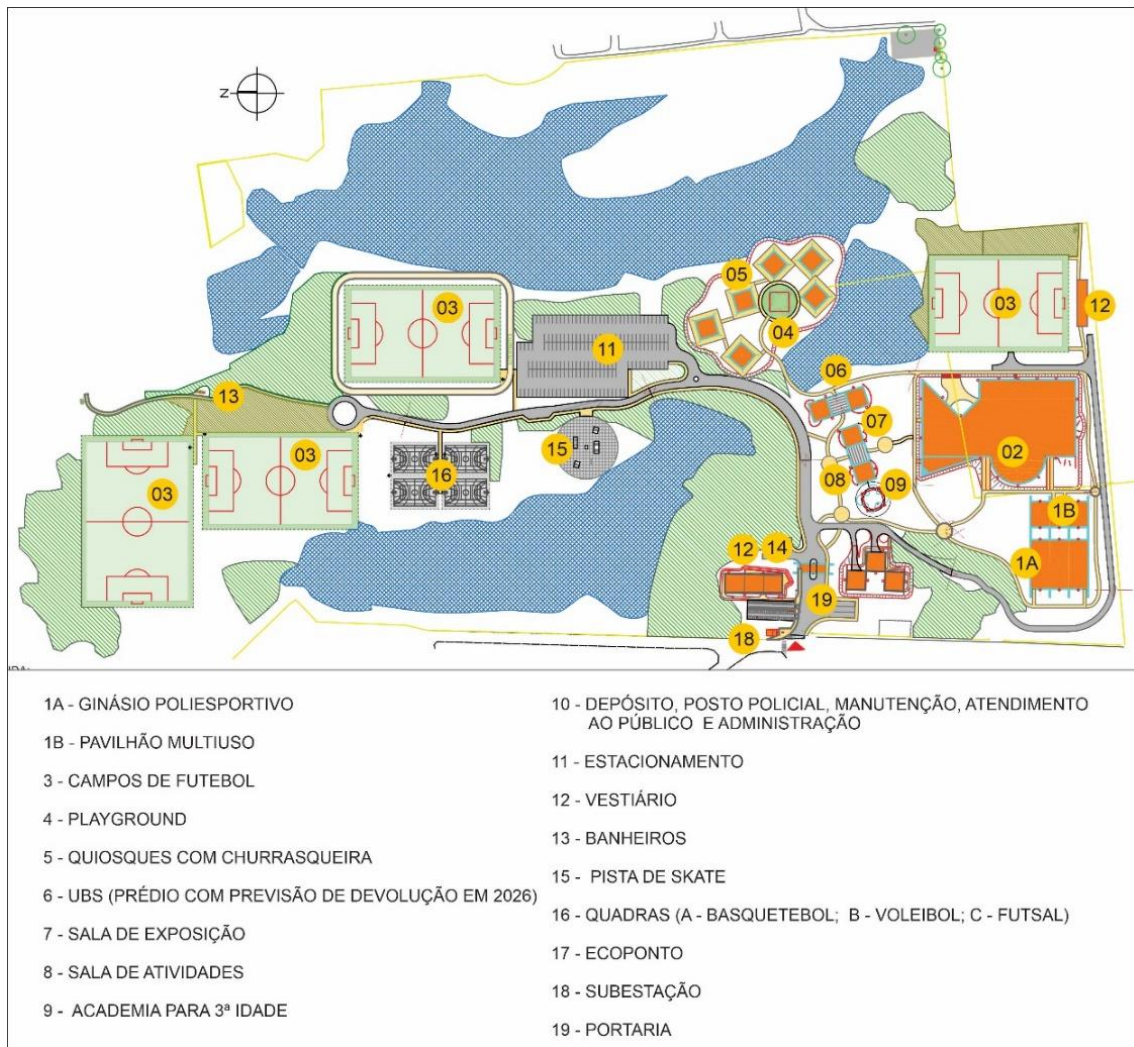 Z
05
03
03
12
04
11
06
13
07
03
15
02
03
16
08
09
1B
12
14
1A
19
18
1A - GINÁSIO POLIESPORTIVO
1B - PAVILHÃO MULTIUSO
3 - CAMPOS DE FUTEBOL
4 - PLAYGROUND
5 - QUIOSQUES COM CHURRASQUEIRA
6 - UBS (PRÉDIO COM PREVISÃO DE DEVOLUÇÃO EM 2026)
7 - SALA DE EXPOSIÇÃO
8 - SALA DE ATIVIDADES
9 - ACADEMIA PARA 3ª IDADE
10 - DEPÓSITO, POSTO POLICIAL, MANUTENÇÃO, ATENDIMENTO
AO PÚBLICO E ADMINISTRAÇÃO
11 - ESTACIONAMENTO
12 - VESTIÁRIO
13 - BANHEIROS
15 - PISTA DE SKATE
16 - QUADRAS (A - BASQUETEBOL; B - VOLEIBOL; C - FUTSAL)
17 - ECOPONTO
18 - SUBESTAÇÃO
19 - PORTARIA